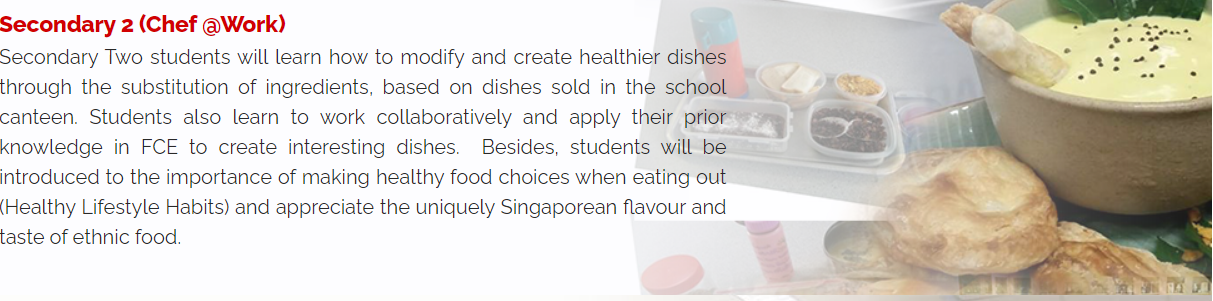 Secondary 2 (Chef @Work)
Secondary Two students will learn how to modify and create healthier dishes
through the substitution of ingredients, based on dishes sold in the school
canteen. Students also learn to work collaboratively and apply their prior
knowledge in FCE to create interesting dishes.  Besides, students will be
introduced to the importance of making healthy food choices when eating out
(Healthy Lifestyle Habits) and appreciate the uniquely Singaporean flavour and
taste of ethnic food.